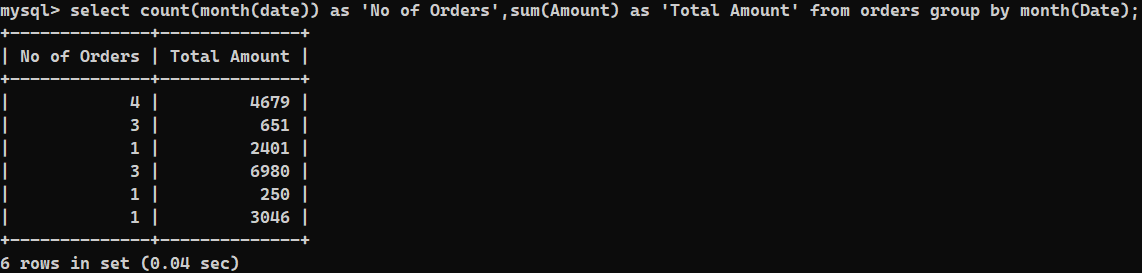 mysql> select count(month(date)) as 'No of Orders',sum(Amount) as 'Total Amount' from orders group by month(Date);
+--------------+--------------+
| No of Orders | Total Amount |
+--------------+--------------+
|            4 |         4679 |
|            3 |          651 |
|            1 |         2401 |
|            3 |         6980 |
|            1 |          250 |
|            1 |         3046 |
+--------------+--------------+
6 rows in set (0.04 sec)